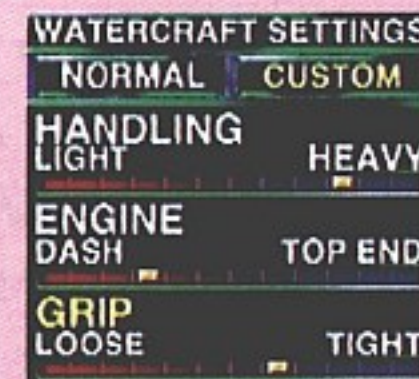 WATERCRAFT SETTINGS
NORMAL CUSTOM
HANDLING
LIGHT HEAVY
ENGINE
DASH TOP END
GRIP
LOOSE TIGHT